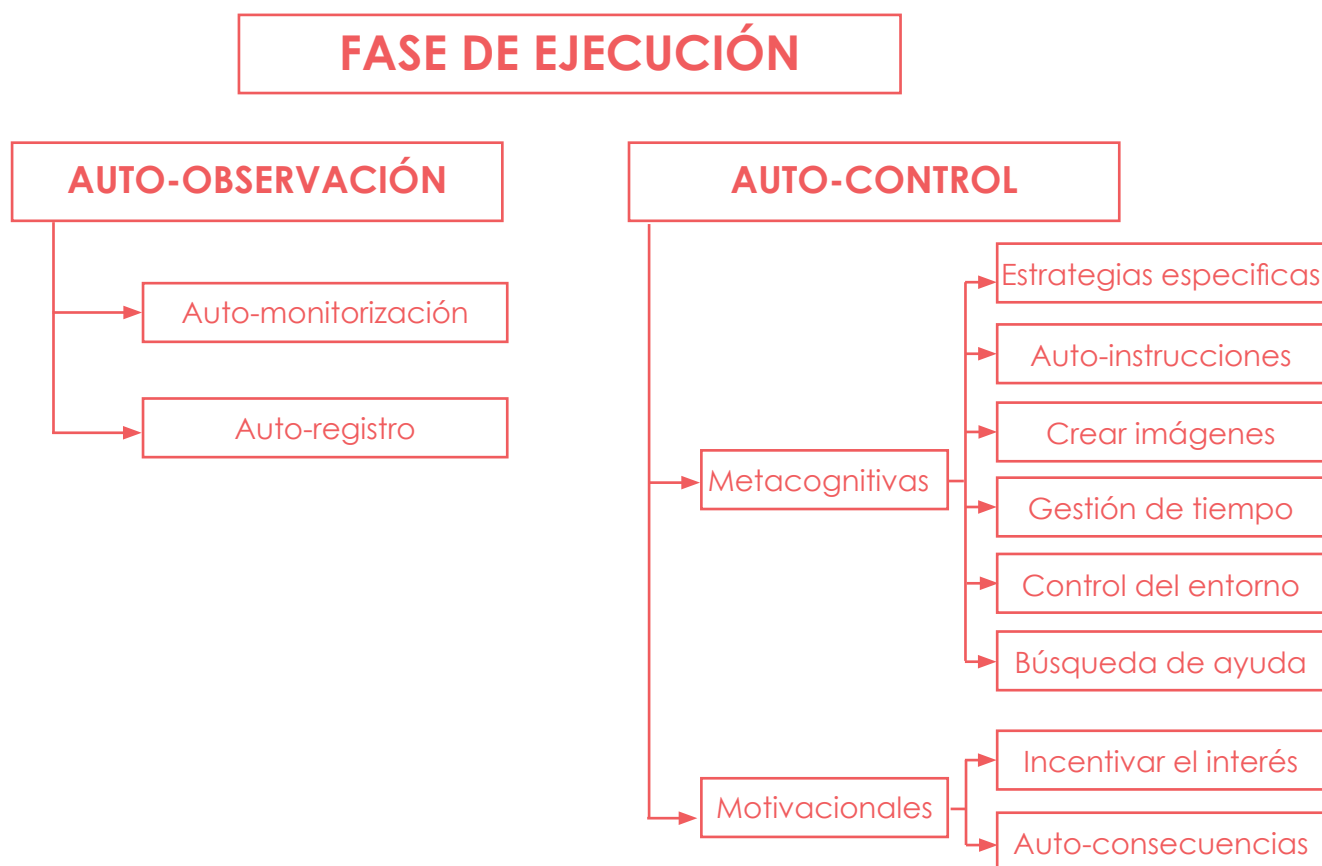 FASE DE EJECUCIÓN
AUTO-OBSERVACIÓN
Auto-monitorización
Auto-registro
AUTO-CONTROL
Metacognitivas
Estrategias especificas
Auto-instrucciones
Crear imágenes
Gestión de tiempo
Control del entorno
Búsqueda de ayuda
Motivacionales
Incentivar el interés
Auto-consecuencias